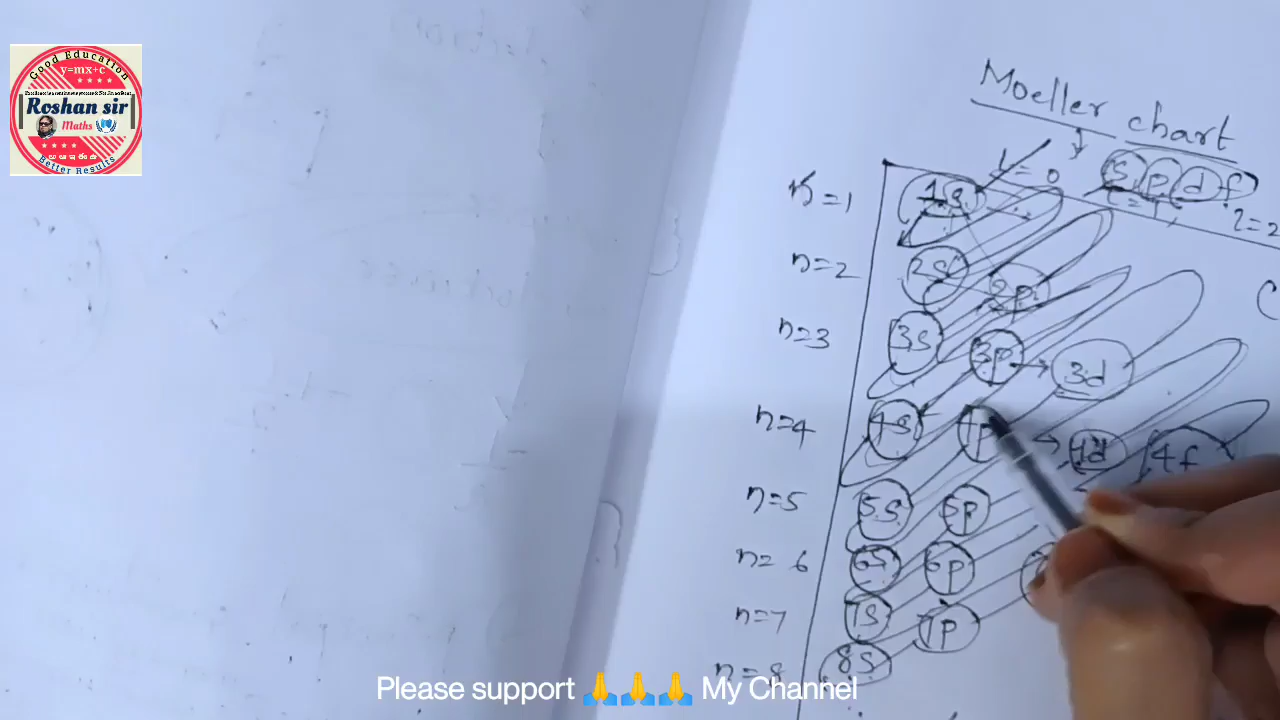 Good Education
y=mx+c
Roshan sir
Maths
Better Results
Moeller chart
l=0
s p d f
n=1 1s
n=2 2s 2p
n=3 3s 3p → 3d
n=4 4s 4p → 4d 4f
n=5 5s 5p
n=6 6s 6p
n=7 7s 7p
n=8 8s
Please support 🙏🙏🙏 My Channel